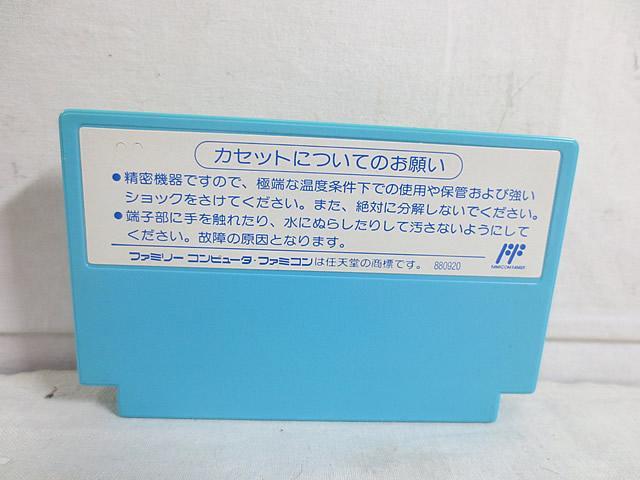 カセットについてのお願い
●精密機器ですので、極端な温度条件下での使用や保管および強い
ショックをさけてください。また、絶対に分解しないでください。
●端子部に手を触れたり、水にぬらしたりして汚さないようにして
ください。故障の原因となります。
ファミリー コンピュータ・ファミコンは任天堂の商標です。 880920
FF
FAMICOM FAMILY